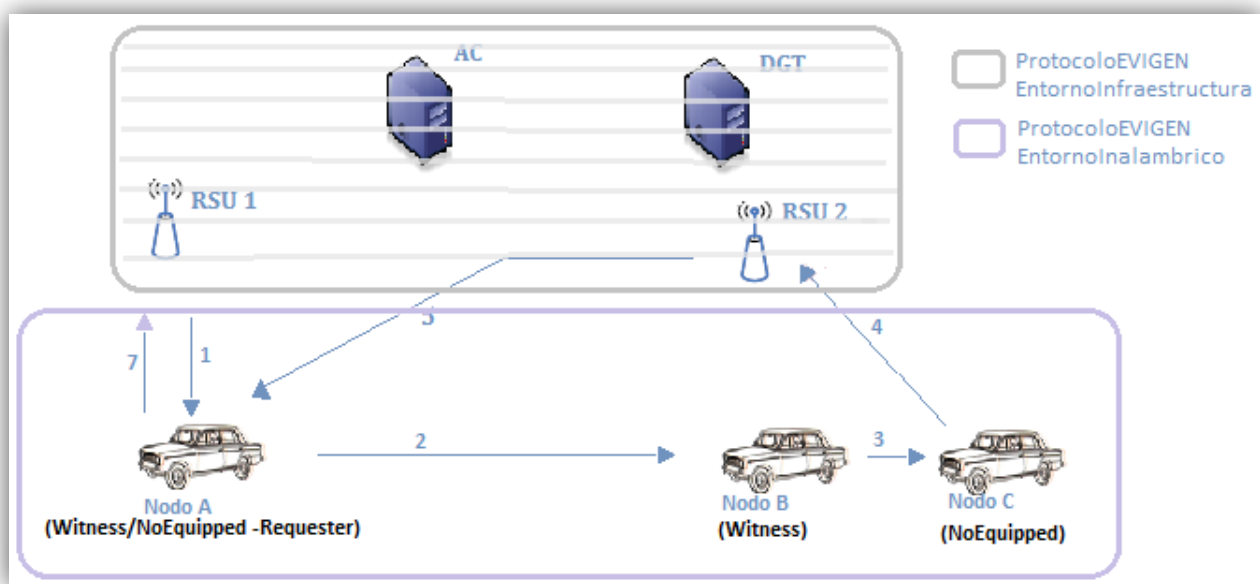 AC
DGT
ProtocoloEVIGEN
EntornoInfraestructura
ProtocoloEVIGEN
EntornoInalambrico
RSU 1
RSU 2
5
4
7
1
2
3
Nodo A
(Witness/NoEquipped -Requester)
Nodo B
(Witness)
Nodo C
(NoEquipped)